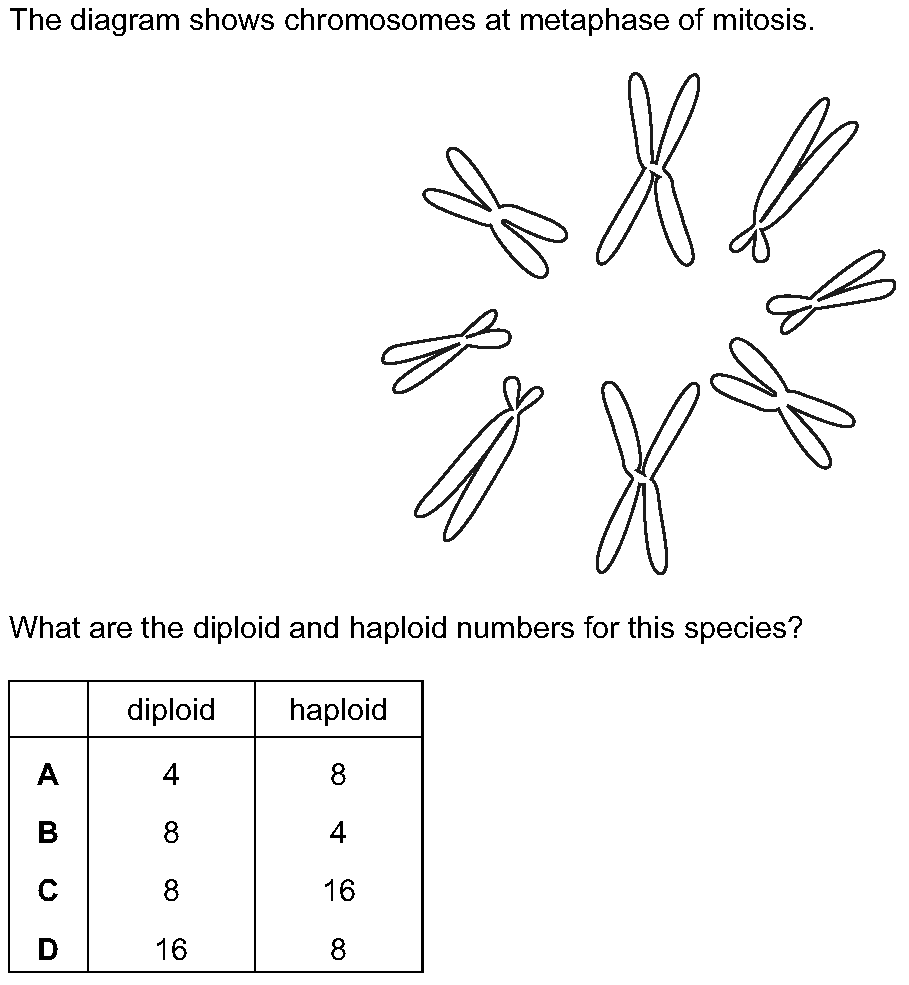 The diagram shows chromosomes at metaphase of mitosis.
What are the diploid and haploid numbers for this species?
diploid haploid
A 4 8
B 8 4
C 8 16
D 16 8